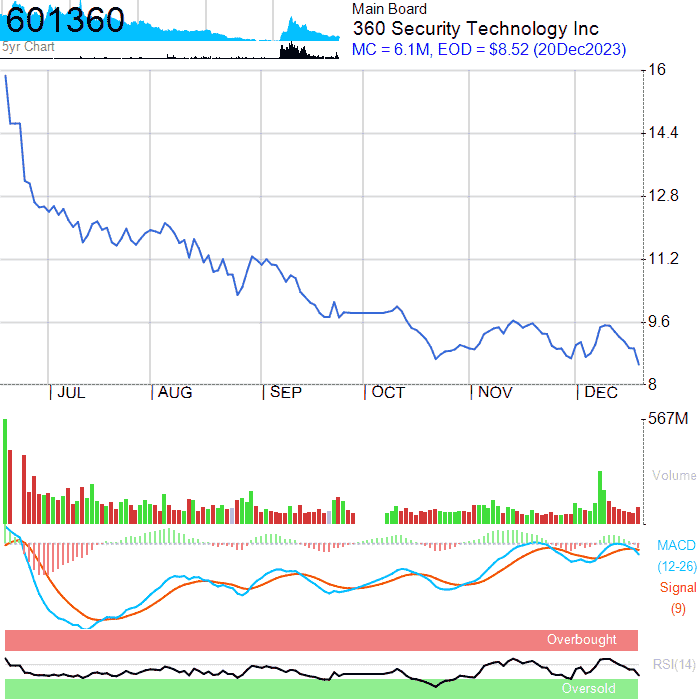 601360
5yr Chart
Main Board
360 Security Technology Inc
MC = 6.1M, EOD = $8.52 (20Dec2023)
16
14.4
12.8
11.2
9.6
8
JUL AUG SEP OCT NOV DEC
567M
Volume
MACD
(12-26)
Signal
(9)
Overbought
RSI(14)
Oversold